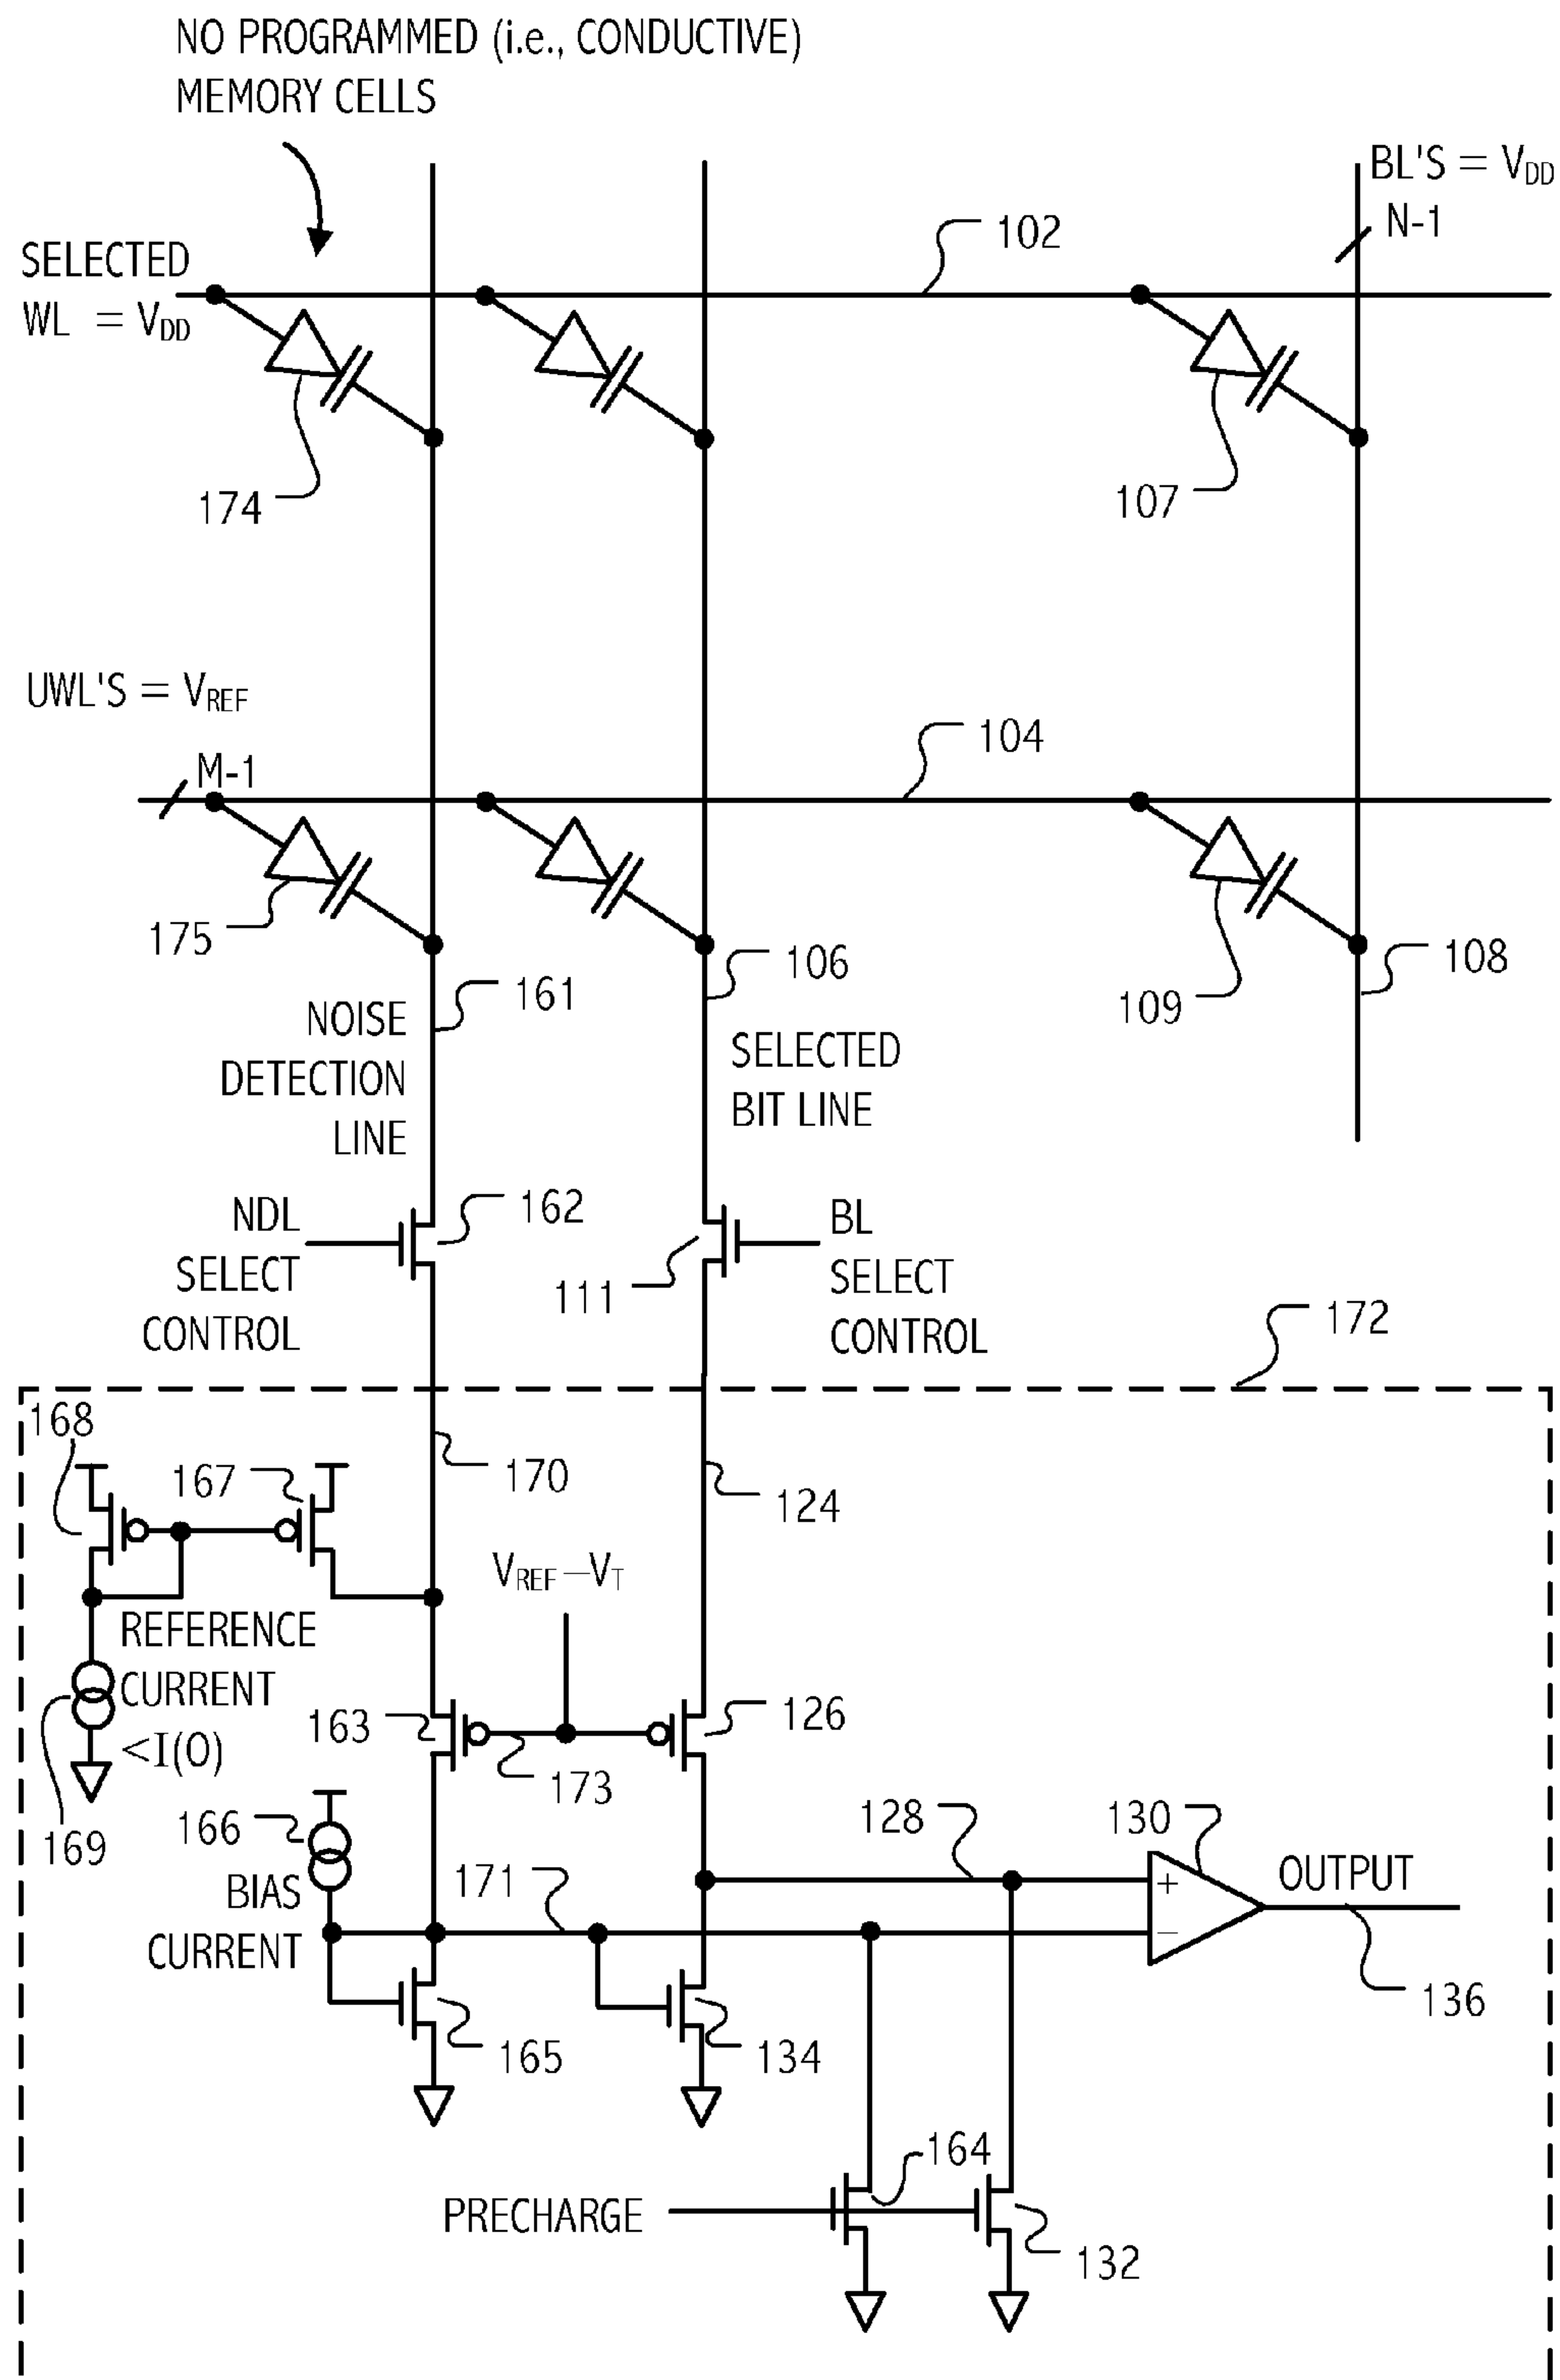 NO PROGRAMMED (i.e., CONDUCTIVE)
MEMORY CELLS
BL'S = VDD
N-1
102
SELECTED
WL = VDD
174
107
UWL'S = VREF
M-1
104
175
106
108
109
161
NOISE
DETECTION
LINE
SELECTED
BIT LINE
162
NDL
SELECT
CONTROL
111
BL
SELECT
CONTROL
172
168
167
170
124
VREF–VT
REFERENCE
CURRENT
<I(0)
163
126
173
169
166
BIAS
CURRENT
171
128
130
OUTPUT
+
–
136
165
134
164
PRECHARGE
132